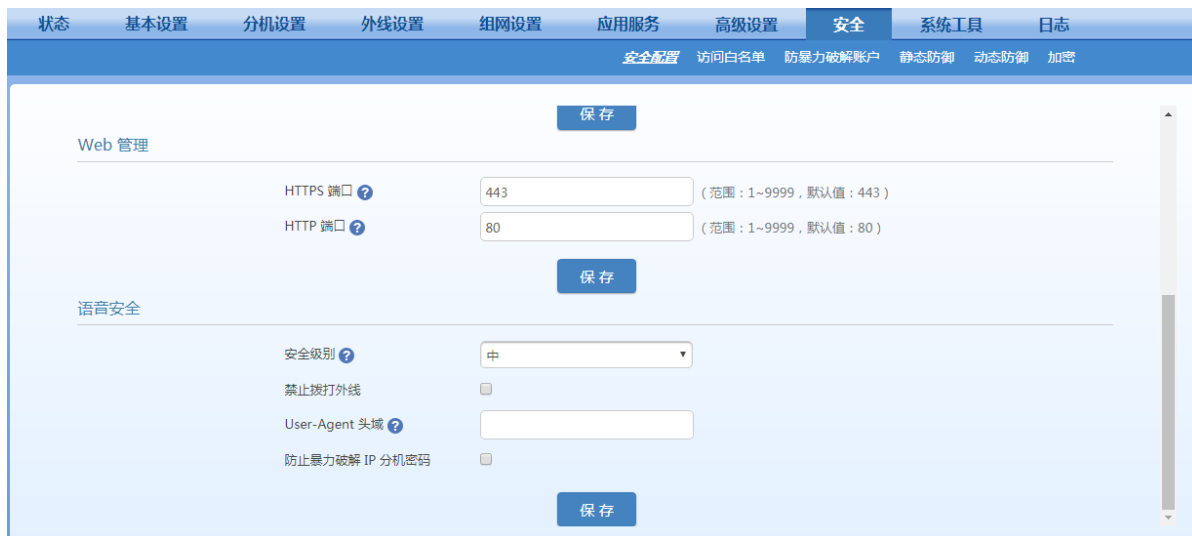 状态 基本设置 分机设置 外线设置 组网设置 应用服务 高级设置 安全 系统工具 日志
安全配置 访问白名单 防暴力破解账户 静态防御 动态防御 加密
保存
Web 管理
HTTPS 端口 ? 443 (范围:1~9999,默认值:443)
HTTP 端口 ? 80 (范围:1~9999,默认值:80)
保存
语音安全
安全级别 ? 中
禁止拨打外线
User-Agent 头域 ?
防止暴力破解 IP 分机密码
保存